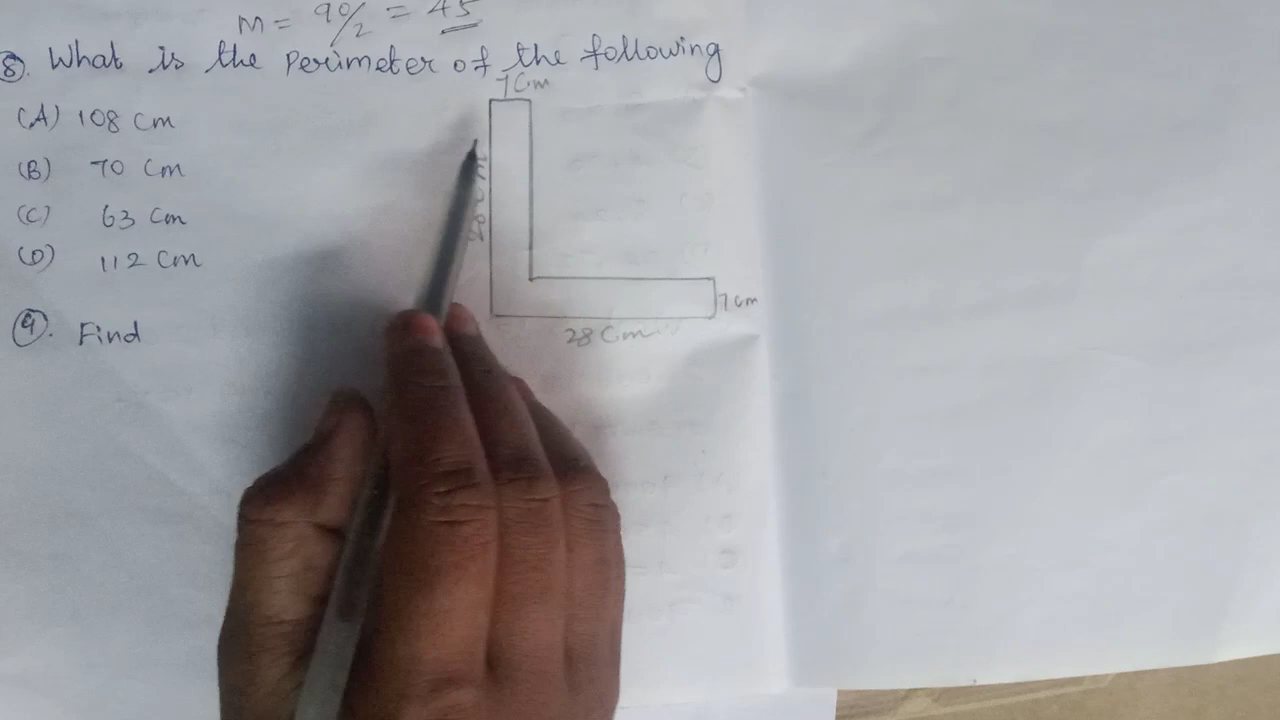 M = 90/2 = 45
8. What is the perimeter of the following
(A) 108 Cm
(B) 70 Cm
(C) 63 Cm
(D) 112 Cm
7 Cm
7 cm
28 Cm
9. Find